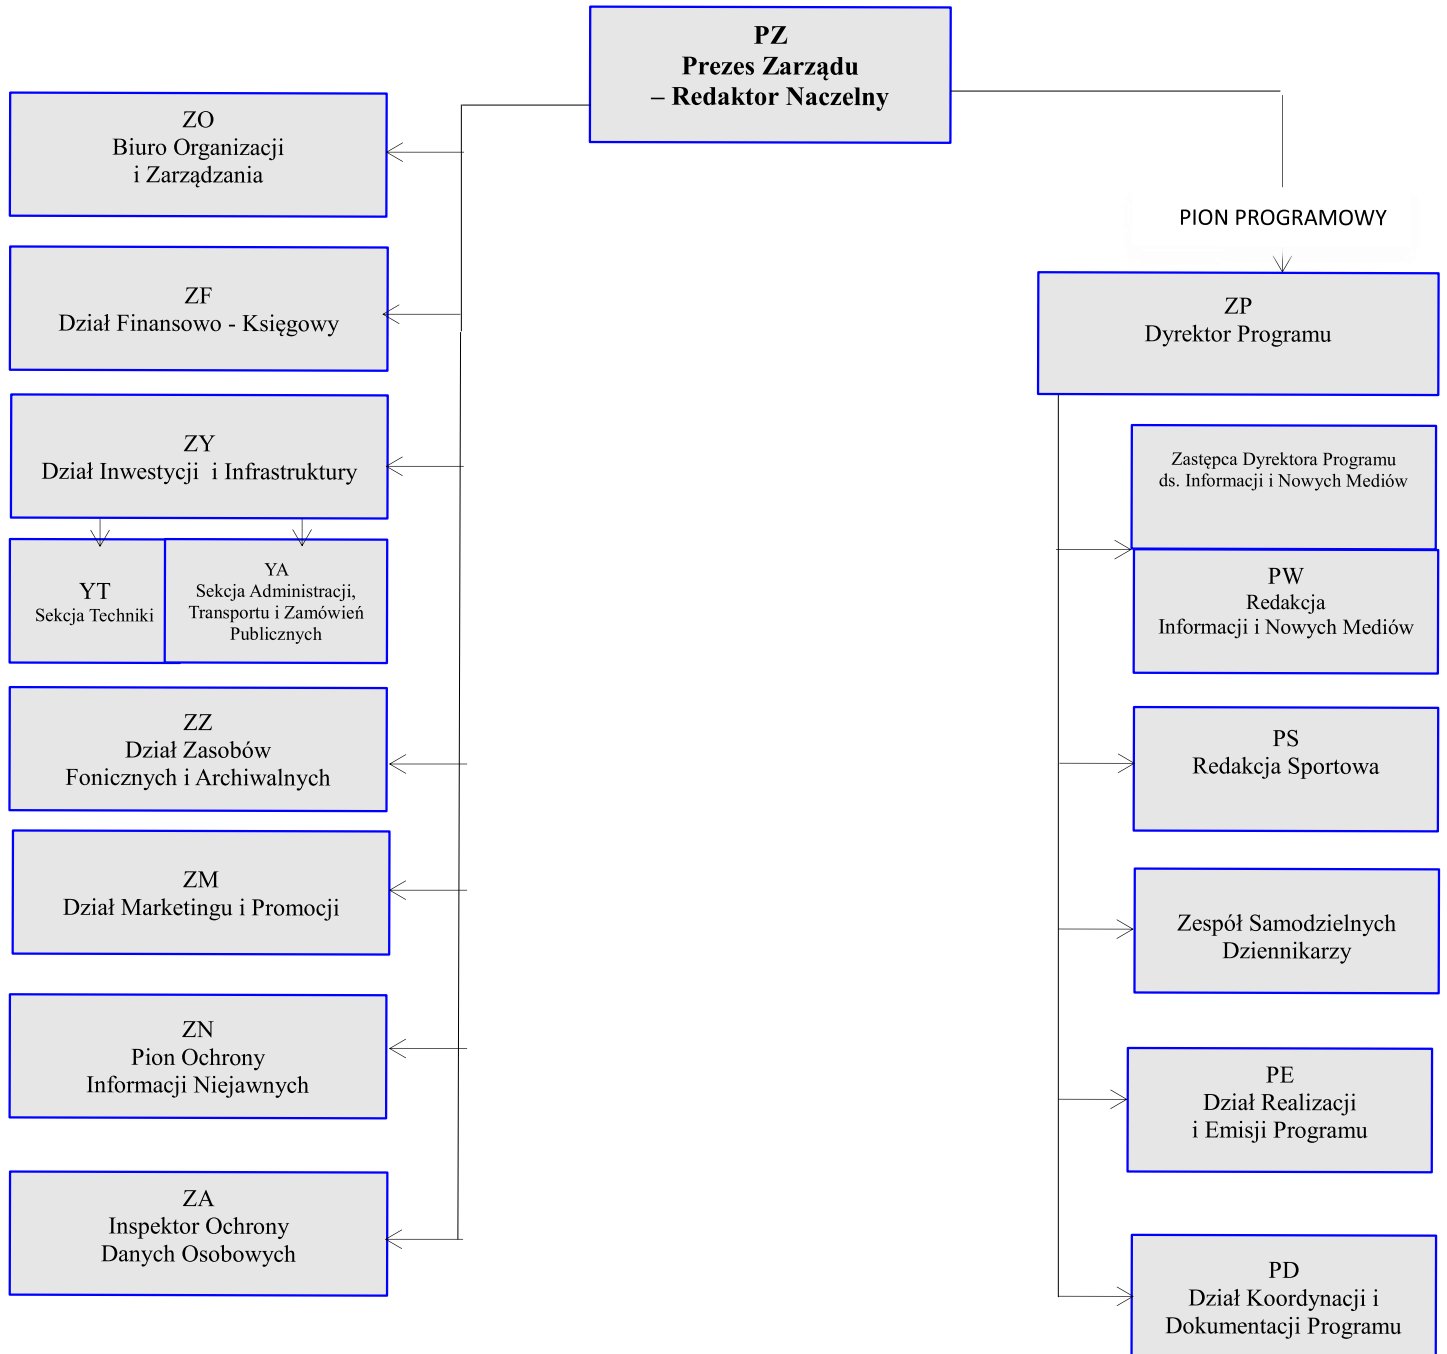 PZ
Prezes Zarządu
– Redaktor Naczelny
ZO
Biuro Organizacji
i Zarządzania
ZF
Dział Finansowo - Księgowy
ZY
Dział Inwestycji  i Infrastruktury
YT
Sekcja Techniki
YA
Sekcja Administracji,
Transportu i Zamówień
Publicznych
ZZ
Dział Zasobów
Fonicznych i Archiwalnych
ZM
Dział Marketingu i Promocji
ZN
Pion Ochrony
Informacji Niejawnych
ZA
Inspektor Ochrony
Danych Osobowych
PION PROGRAMOWY
ZP
Dyrektor Programu
Zastępca Dyrektora Programu
ds. Informacji i Nowych Mediów
PW
Redakcja
Informacji i Nowych Mediów
PS
Redakcja Sportowa
Zespół Samodzielnych
Dziennikarzy
PE
Dział Realizacji
i Emisji Programu
PD
Dział Koordynacji i
Dokumentacji Programu